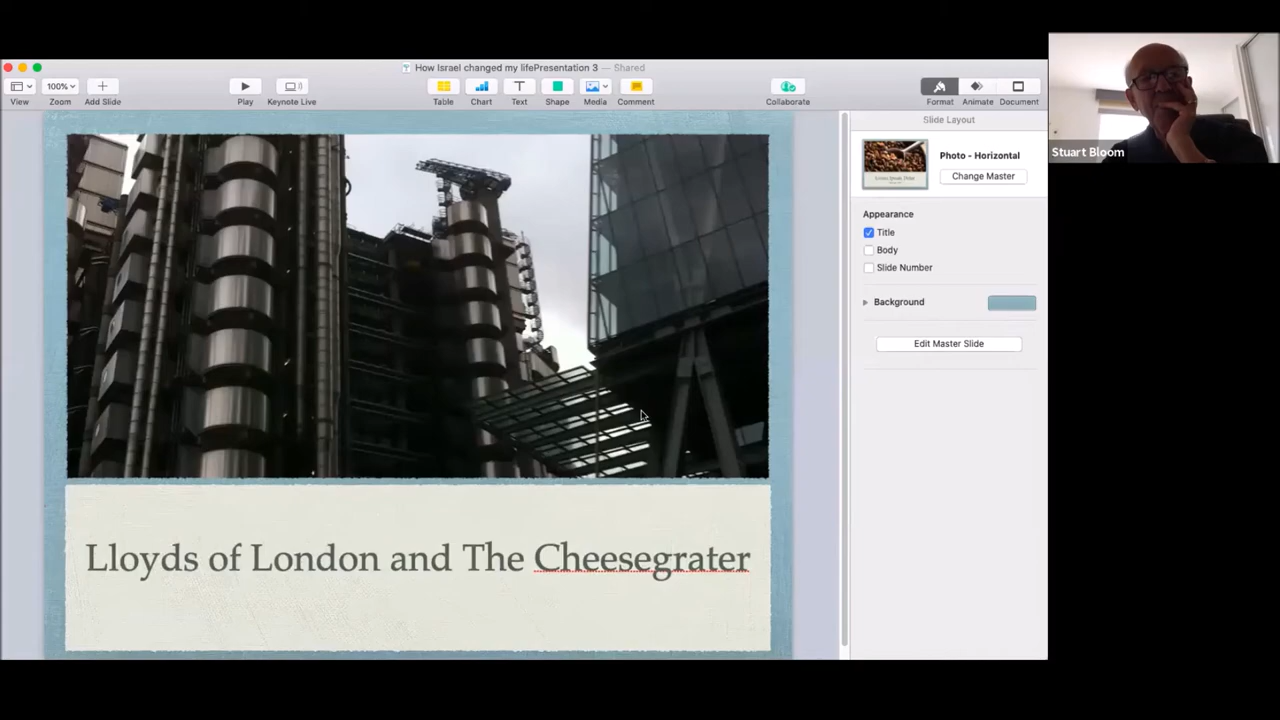 How Israel changed my lifePresentation 3 — Shared
100%
View
Zoom
Add Slide
Play
Keynote Live
Table
Chart
Text
Shape
Media
Comment
Collaborate
Format
Animate
Document
Slide Layout
Photo - Horizontal
Change Master
Appearance
Title
Body
Slide Number
Background
Edit Master Slide
Lloyds of London and The Cheesegrater
Stuart Bloom